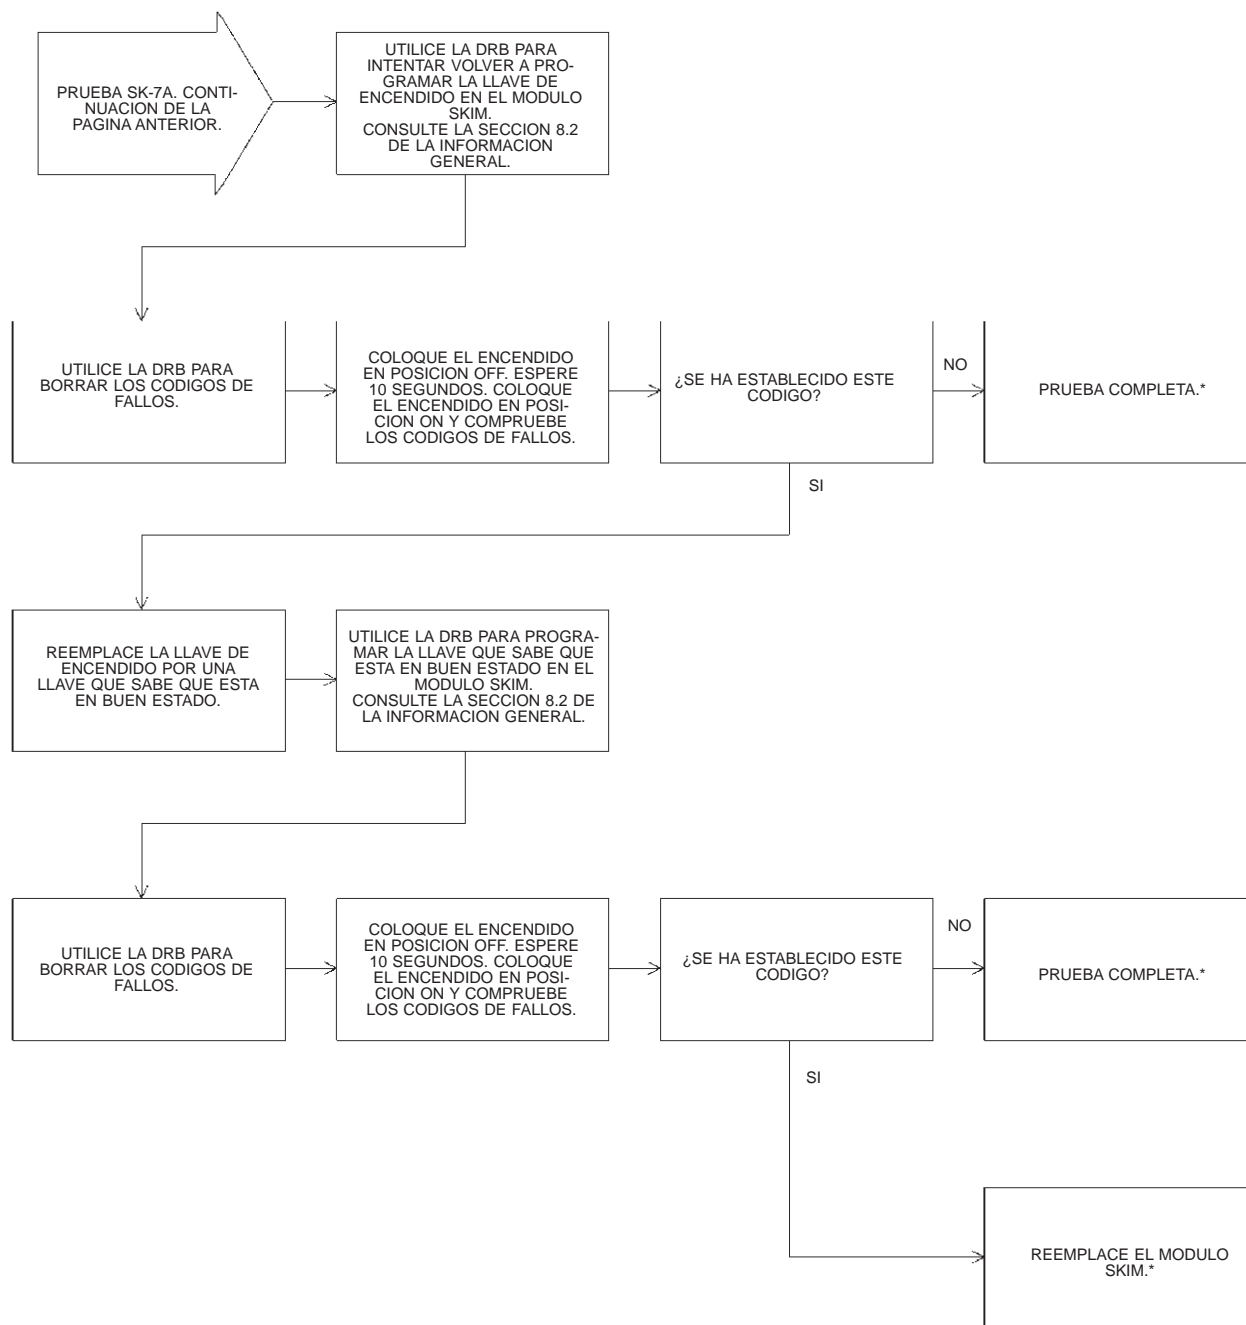 PRUEBA SK-7A. CONTI-
NUACION DE LA
PAGINA ANTERIOR.
UTILICE LA DRB PARA
INTENTAR VOLVER A PRO-
GRAMAR LA LLAVE DE
ENCENDIDO EN EL MODULO
SKIM.
CONSULTE LA SECCION 8.2
DE LA INFORMACION
GENERAL.
UTILICE LA DRB PARA
BORRAR LOS CODIGOS DE
FALLOS.
COLOQUE EL ENCENDIDO
EN POSICION OFF. ESPERE
10 SEGUNDOS. COLOQUE
EL ENCENDIDO EN POSI-
CION ON Y COMPRUEBE
LOS CODIGOS DE FALLOS.
¿SE HA ESTABLECIDO ESTE
CODIGO?
NO
PRUEBA COMPLETA.*
SI
REEMPLACE LA LLAVE DE
ENCENDIDO POR UNA
LLAVE QUE SABE QUE ESTA
EN BUEN ESTADO.
UTILICE LA DRB PARA PROGRA-
MAR LA LLAVE QUE SABE QUE
ESTA EN BUEN ESTADO EN EL
MODULO SKIM.
CONSULTE LA SECCION 8.2 DE
LA INFORMACION GENERAL.
UTILICE LA DRB PARA
BORRAR LOS CODIGOS DE
FALLOS.
COLOQUE EL ENCENDIDO
EN POSICION OFF. ESPERE
10 SEGUNDOS. COLOQUE
EL ENCENDIDO EN POSI-
CION ON Y COMPRUEBE
LOS CODIGOS DE FALLOS.
¿SE HA ESTABLECIDO ESTE
CODIGO?
NO
PRUEBA COMPLETA.*
SI
REEMPLACE EL MODULO
SKIM.*